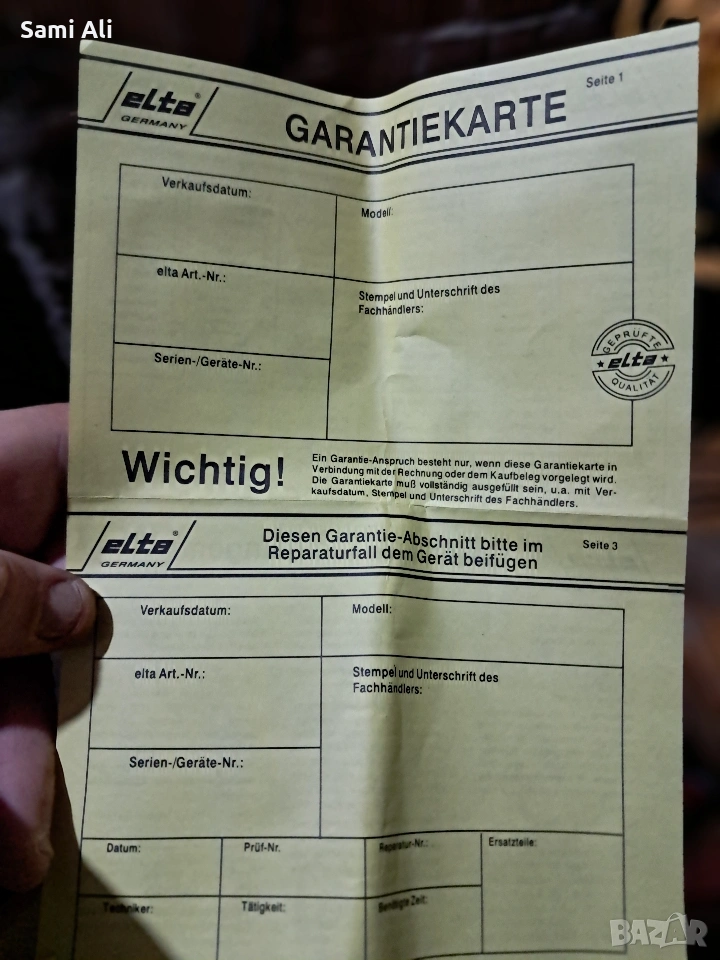 Sami Ali
elta®
GERMANY
GARANTIEKARTE
Seite 1
Verkaufsdatum:
Modell:
elta Art.-Nr.:
Stempel und Unterschrift des
Fachhändlers:
Serien-/Geräte-Nr.:
GEPRÜFTE
elta
QUALITÄT
Wichtig!
Ein Garantie-Anspruch besteht nur, wenn diese Garantiekarte in
Verbindung mit der Rechnung oder dem Kaufbeleg vorgelegt wird.
Die Garantiekarte muß vollständig ausgefüllt sein, u.a. mit Ver-
kaufsdatum, Stempel und Unterschrift des Fachhändlers.
elta®
GERMANY
Diesen Garantie-Abschnitt bitte im
Reparaturfall dem Gerät beifügen
Seite 3
Verkaufsdatum:
Modell:
elta Art.-Nr.:
Stempel und Unterschrift des
Fachhändlers:
Serien-/Geräte-Nr.:
Datum:
Prüf-Nr.
Reparatur-Nr.:
Ersatzteile:
Techniker:
Tätigkeit:
Benötigte Zeit:
BAZAR